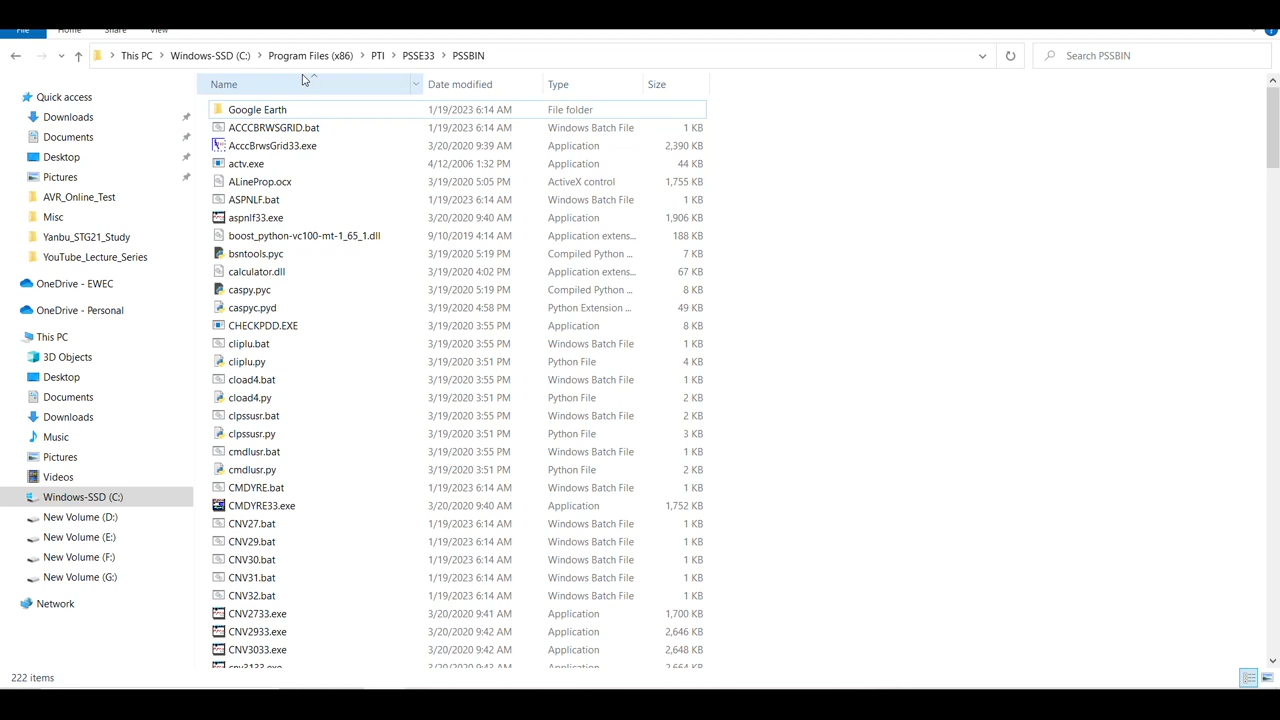 File Home Share View
This PC > Windows-SSD (C:) > Program Files (x86) > PTI > PSSE33 > PSSBIN
Search PSSBIN
Quick access
Downloads
Documents
Desktop
Pictures
AVR_Online_Test
Misc
Yanbu_STG21_Study
YouTube_Lecture_Series
OneDrive - EWEC
OneDrive - Personal
This PC
3D Objects
Desktop
Documents
Downloads
Music
Pictures
Videos
Windows-SSD (C:)
New Volume (D:)
New Volume (E:)
New Volume (F:)
New Volume (G:)
Network
Name Date modified Type Size
Google Earth 1/19/2023 6:14 AM File folder
ACCCBRWSGRID.bat 1/19/2023 6:14 AM Windows Batch File 1 KB
AcccBrwsGrid33.exe 3/20/2020 9:39 AM Application 2,390 KB
actv.exe 4/12/2006 1:32 PM Application 44 KB
ALineProp.ocx 3/19/2020 5:05 PM ActiveX control 1,755 KB
ASPNLF.bat 1/19/2023 6:14 AM Windows Batch File 1 KB
aspnlf33.exe 3/20/2020 9:40 AM Application 1,906 KB
boost_python-vc100-mt-1_65_1.dll 9/10/2019 4:14 AM Application extens... 188 KB
bsntools.pyc 3/19/2020 5:19 PM Compiled Python ... 7 KB
calculator.dll 3/19/2020 4:02 PM Application extens... 67 KB
caspy.pyc 3/19/2020 5:19 PM Compiled Python ... 8 KB
caspyc.pyd 3/19/2020 4:58 PM Python Extension ... 49 KB
CHECKPDD.EXE 3/19/2020 3:55 PM Application 8 KB
cliplu.bat 3/19/2020 3:55 PM Windows Batch File 1 KB
cliplu.py 3/19/2020 3:51 PM Python File 4 KB
cload4.bat 3/19/2020 3:55 PM Windows Batch File 1 KB
cload4.py 3/19/2020 3:51 PM Python File 2 KB
clpssusr.bat 3/19/2020 3:55 PM Windows Batch File 2 KB
clpssusr.py 3/19/2020 3:51 PM Python File 3 KB
cmdlusr.bat 3/19/2020 3:55 PM Windows Batch File 1 KB
cmdlusr.py 3/19/2020 3:51 PM Python File 2 KB
CMDYRE.bat 1/19/2023 6:14 AM Windows Batch File 1 KB
CMDYRE33.exe 3/20/2020 9:40 AM Application 1,752 KB
CNV27.bat 1/19/2023 6:14 AM Windows Batch File 1 KB
CNV29.bat 1/19/2023 6:14 AM Windows Batch File 1 KB
CNV30.bat 1/19/2023 6:14 AM Windows Batch File 1 KB
CNV31.bat 1/19/2023 6:14 AM Windows Batch File 1 KB
CNV32.bat 1/19/2023 6:14 AM Windows Batch File 1 KB
CNV2733.exe 3/20/2020 9:41 AM Application 1,700 KB
CNV2933.exe 3/20/2020 9:42 AM Application 2,646 KB
CNV3033.exe 3/20/2020 9:42 AM Application 2,648 KB
cnv3133.exe 3/20/2020 9:43 AM Application 2,664 KB
222 items